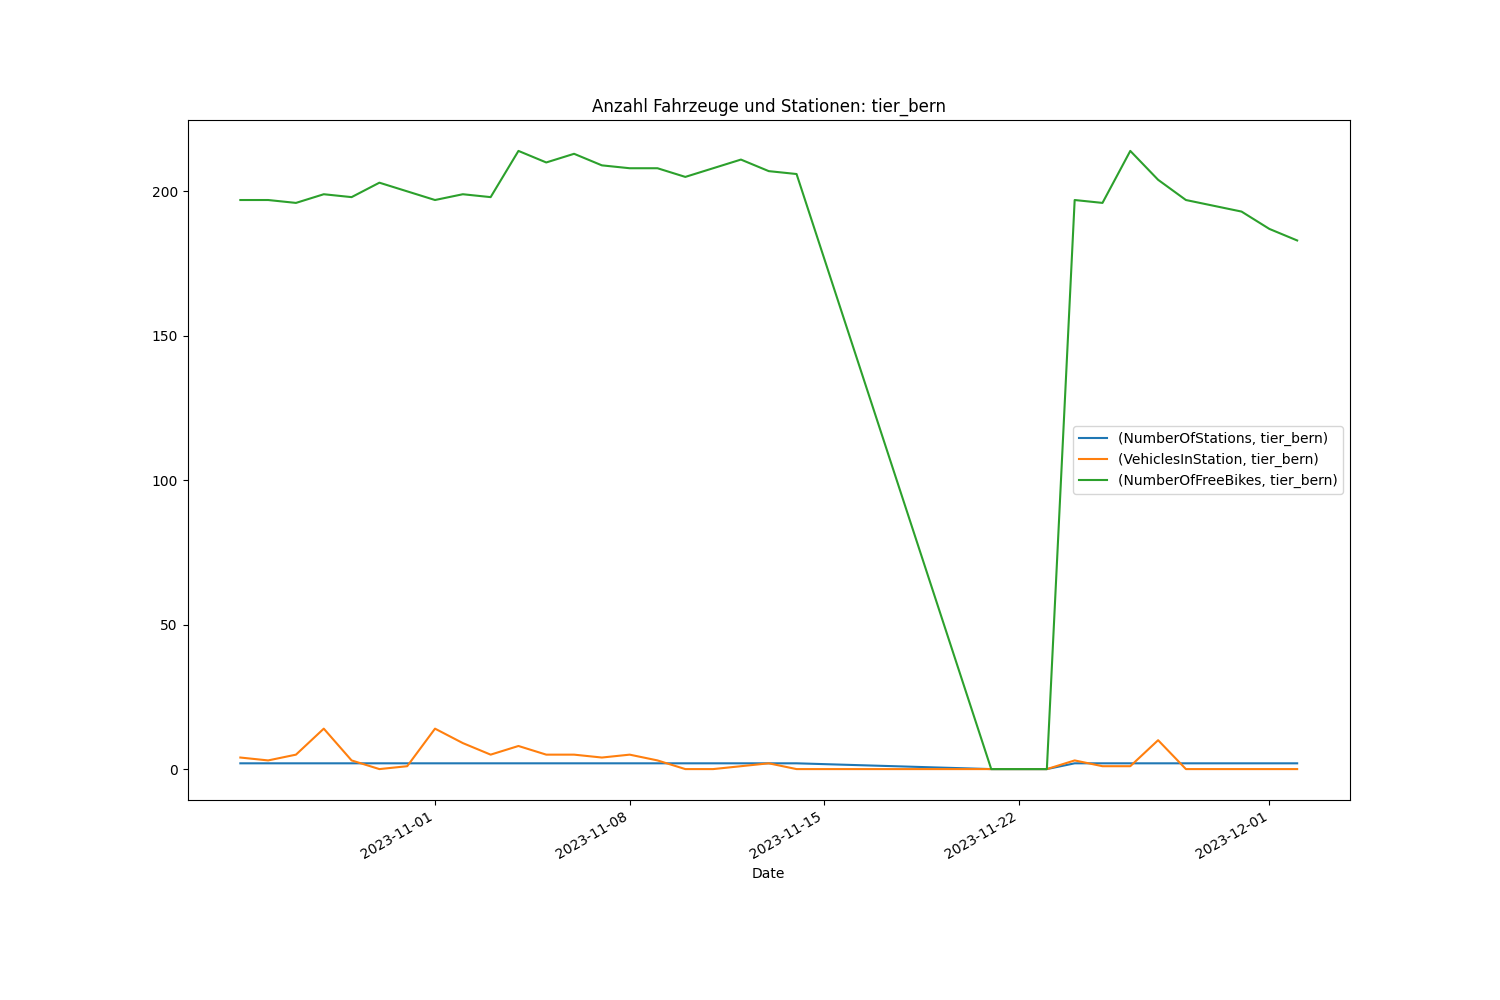 Anzahl Fahrzeuge und Stationen: tier_bern
200
150
100
50
0
(NumberOfStations, tier_bern)
(VehiclesInStation, tier_bern)
(NumberOfFreeBikes, tier_bern)
2023-11-01
2023-11-08
2023-11-15
2023-11-22
2023-12-01
Date